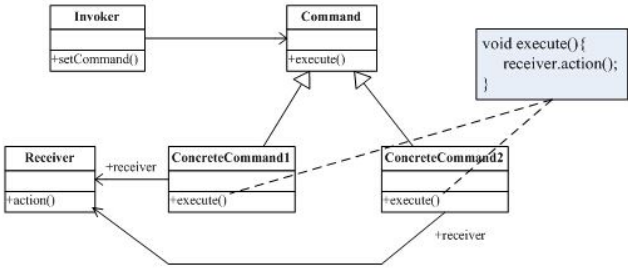 Invoker
+setCommand()
Command
+execute()
void execute(){
receiver.action();
}
Receiver
+action()
+receiver
ConcreteCommand1
+execute()
ConcreteCommand2
+execute()
+receiver